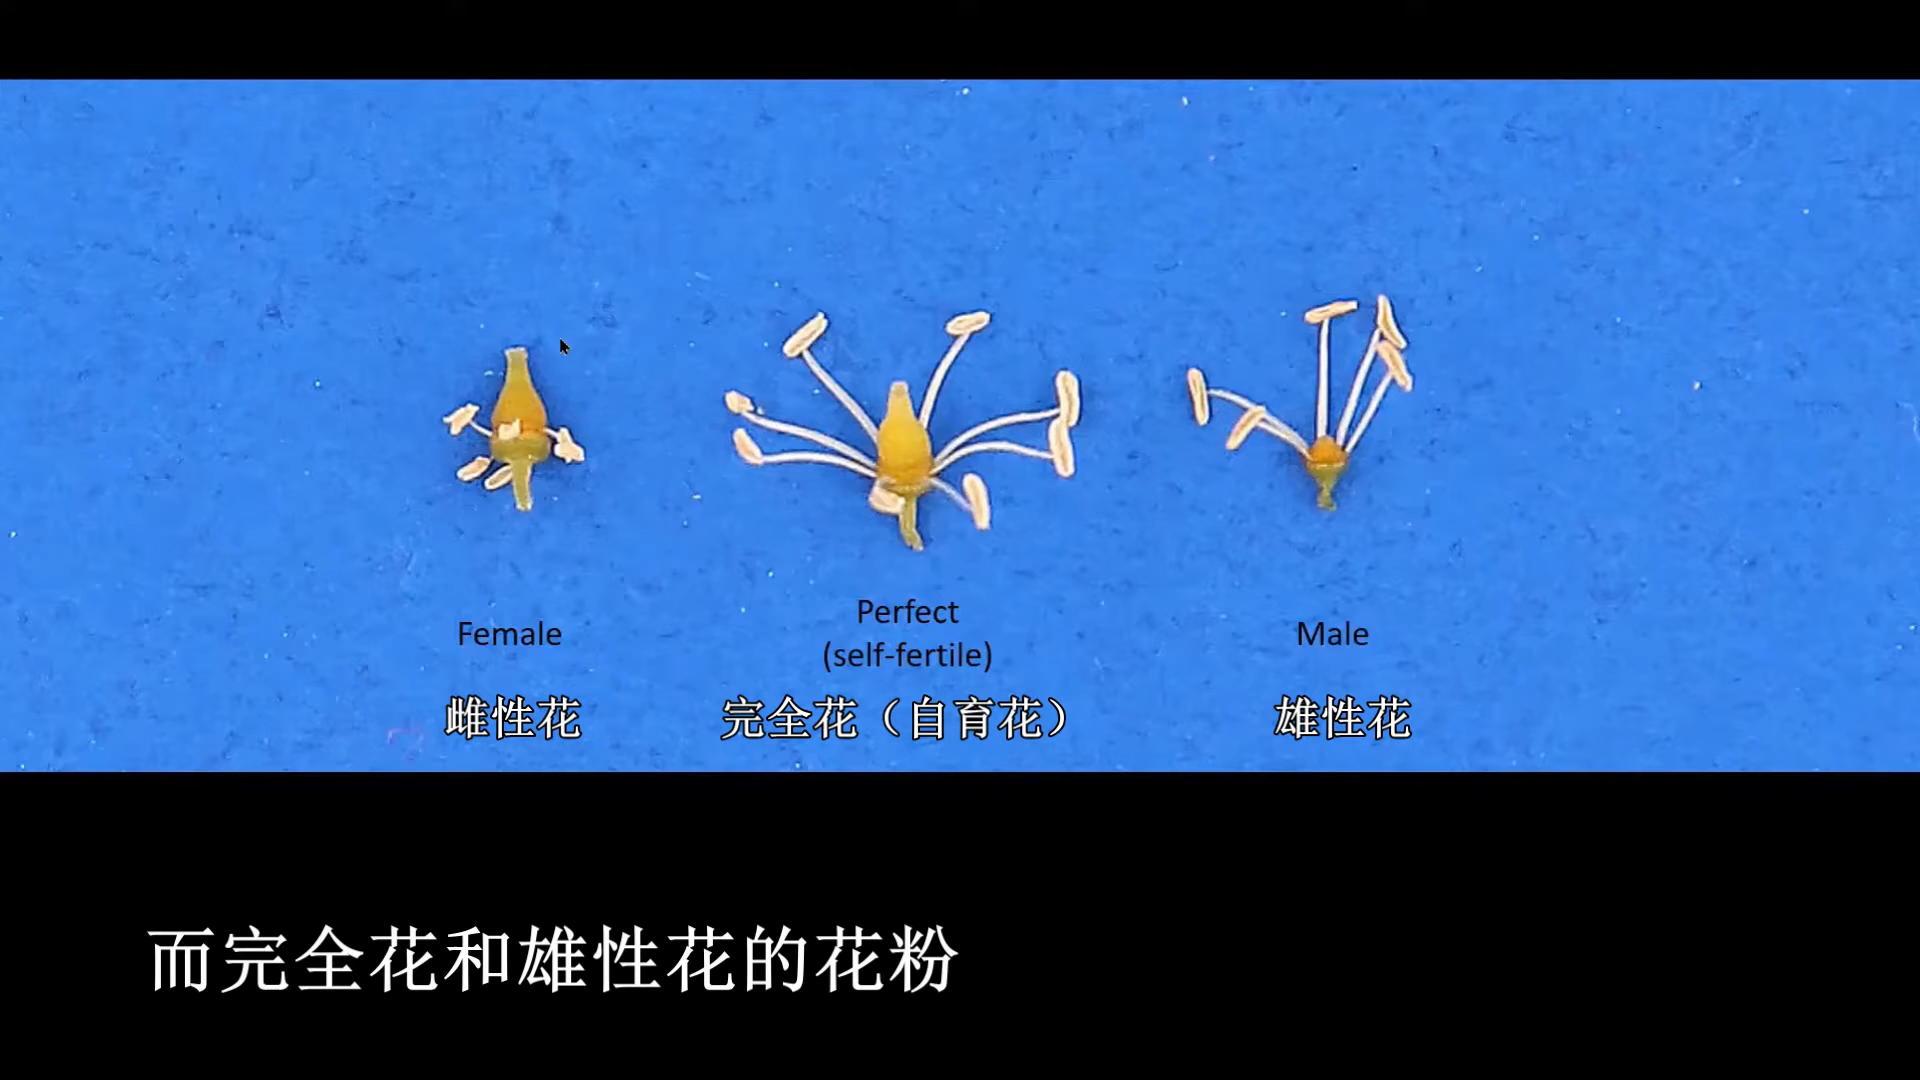 Female
Perfect
(self-fertile)
Male
雌性花
完全花（自育花）
雄性花
而完全花和雄性花的花粉